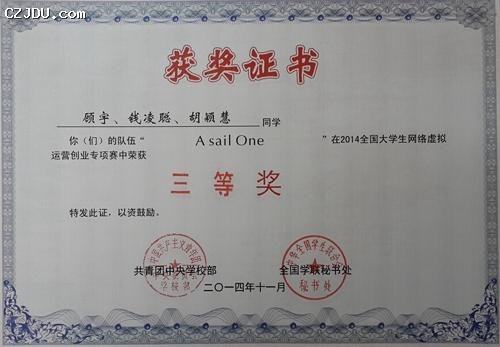 CZJDU.com
获奖证书
顾宇、钱凌聪、胡颖慧 同学
你（们）的队伍“ A sail One ”在2014全国大学生网络虚拟
运营创业专项赛中荣获
三等奖
特发此证，以资鼓励。
共青团中央学校部 全国学联秘书处
二〇一四年十一月